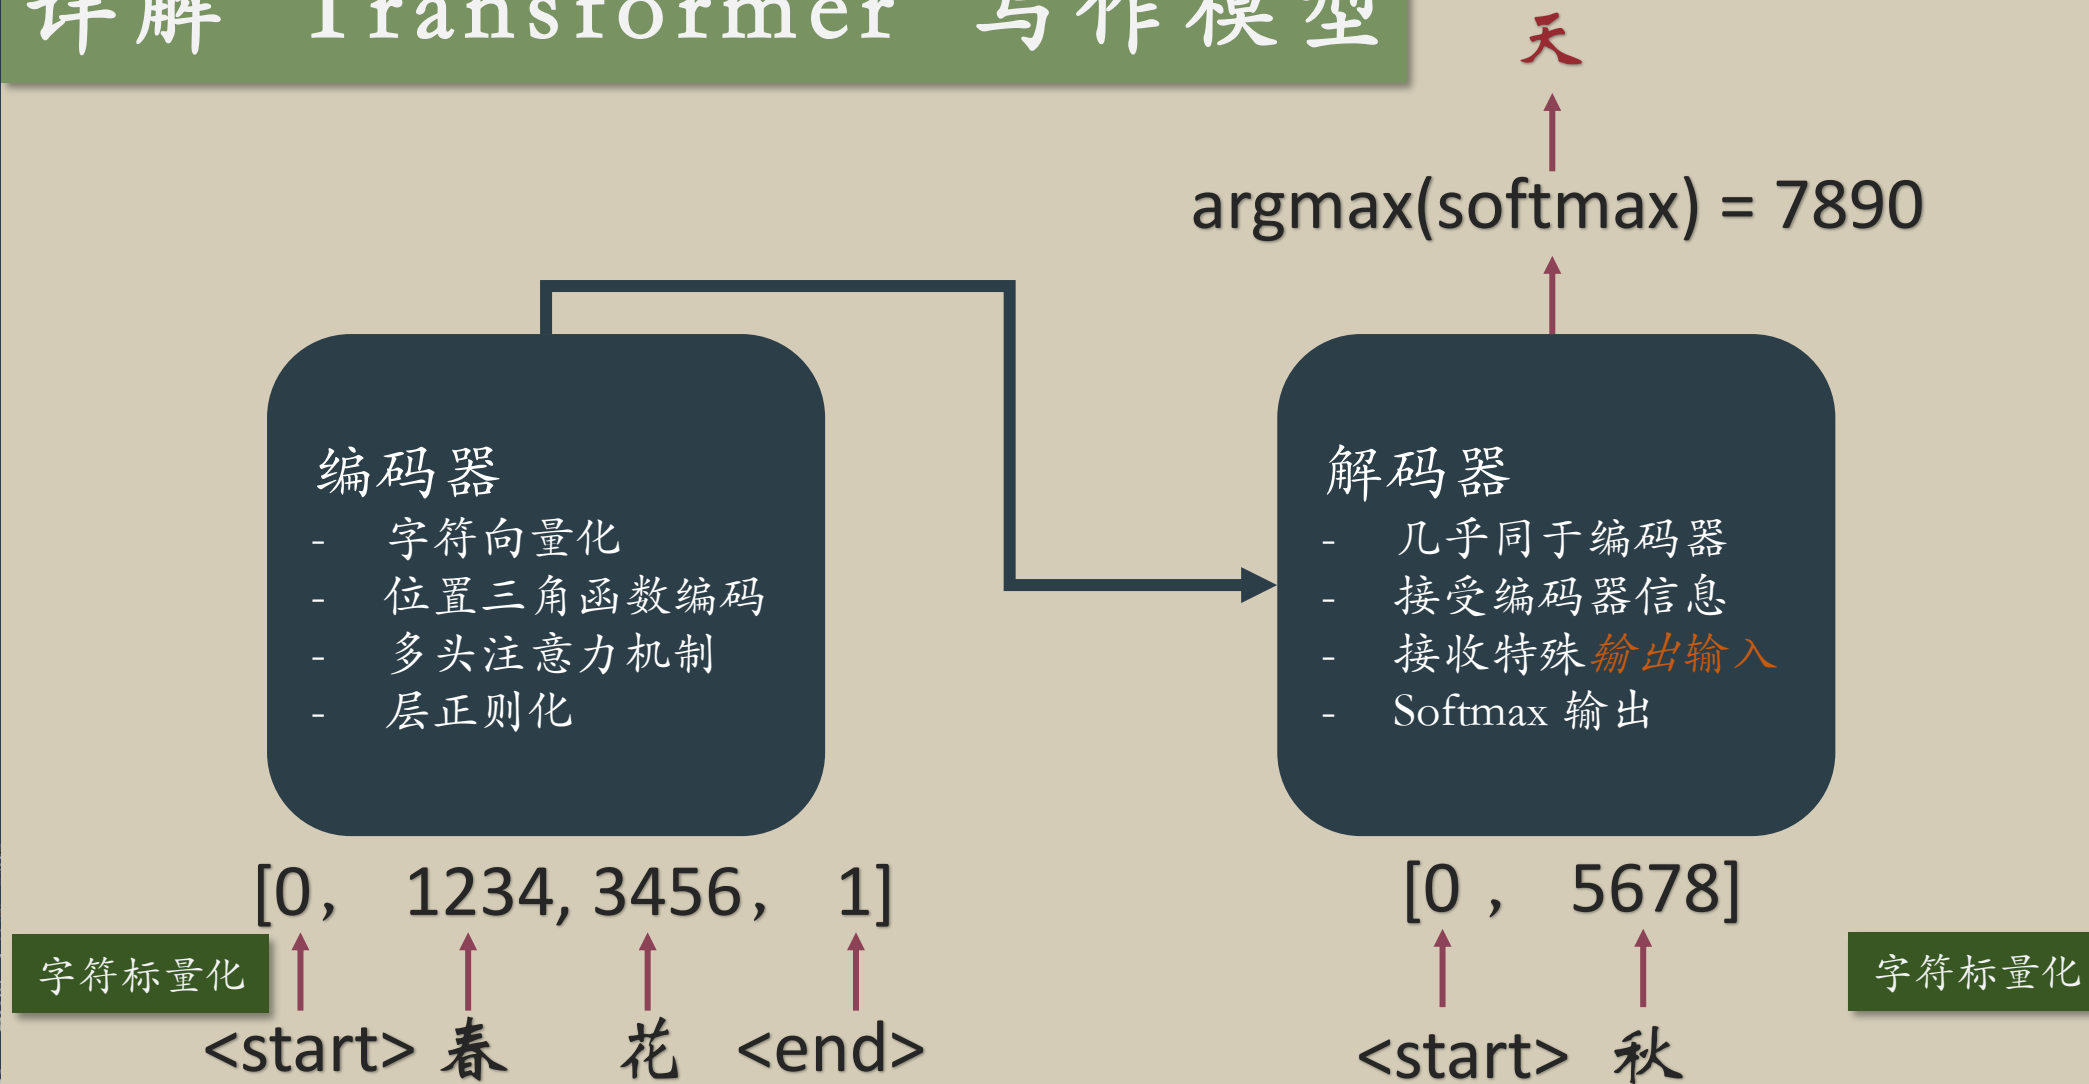 详解 Transformer 写作模型
天
argmax(softmax) = 7890
编码器
- 字符向量化
- 位置三角函数编码
- 多头注意力机制
- 层正则化
解码器
- 几乎同于编码器
- 接受编码器信息
- 接收特殊输出输入
- Softmax 输出
[0， 1234, 3456， 1]
[0， 5678]
字符标量化
字符标量化
<start> 春 花 <end>
<start> 秋